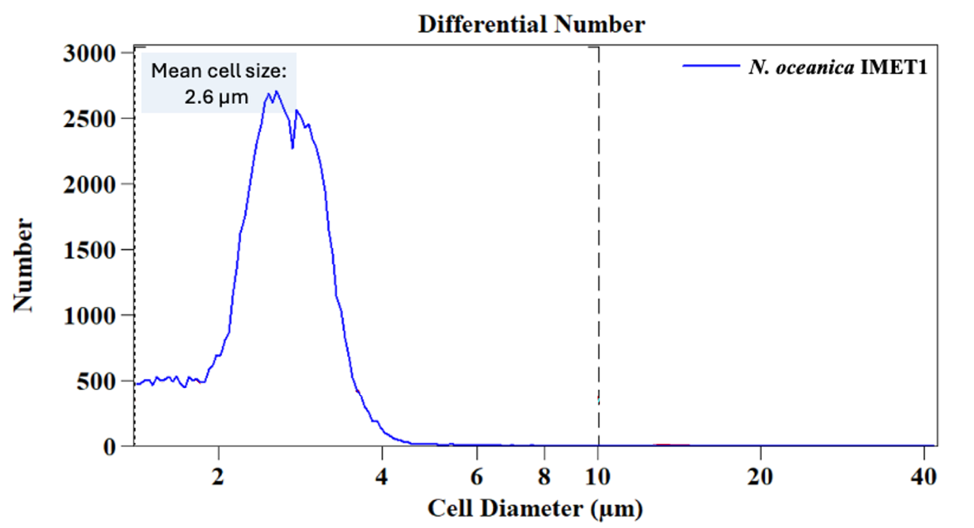 Differential Number
Mean cell size:
2.6 µm
N. oceanica IMET1
3000
2500
2000
1500
1000
500
0
Number
2 4 6 8 10 20 40
Cell Diameter (µm)